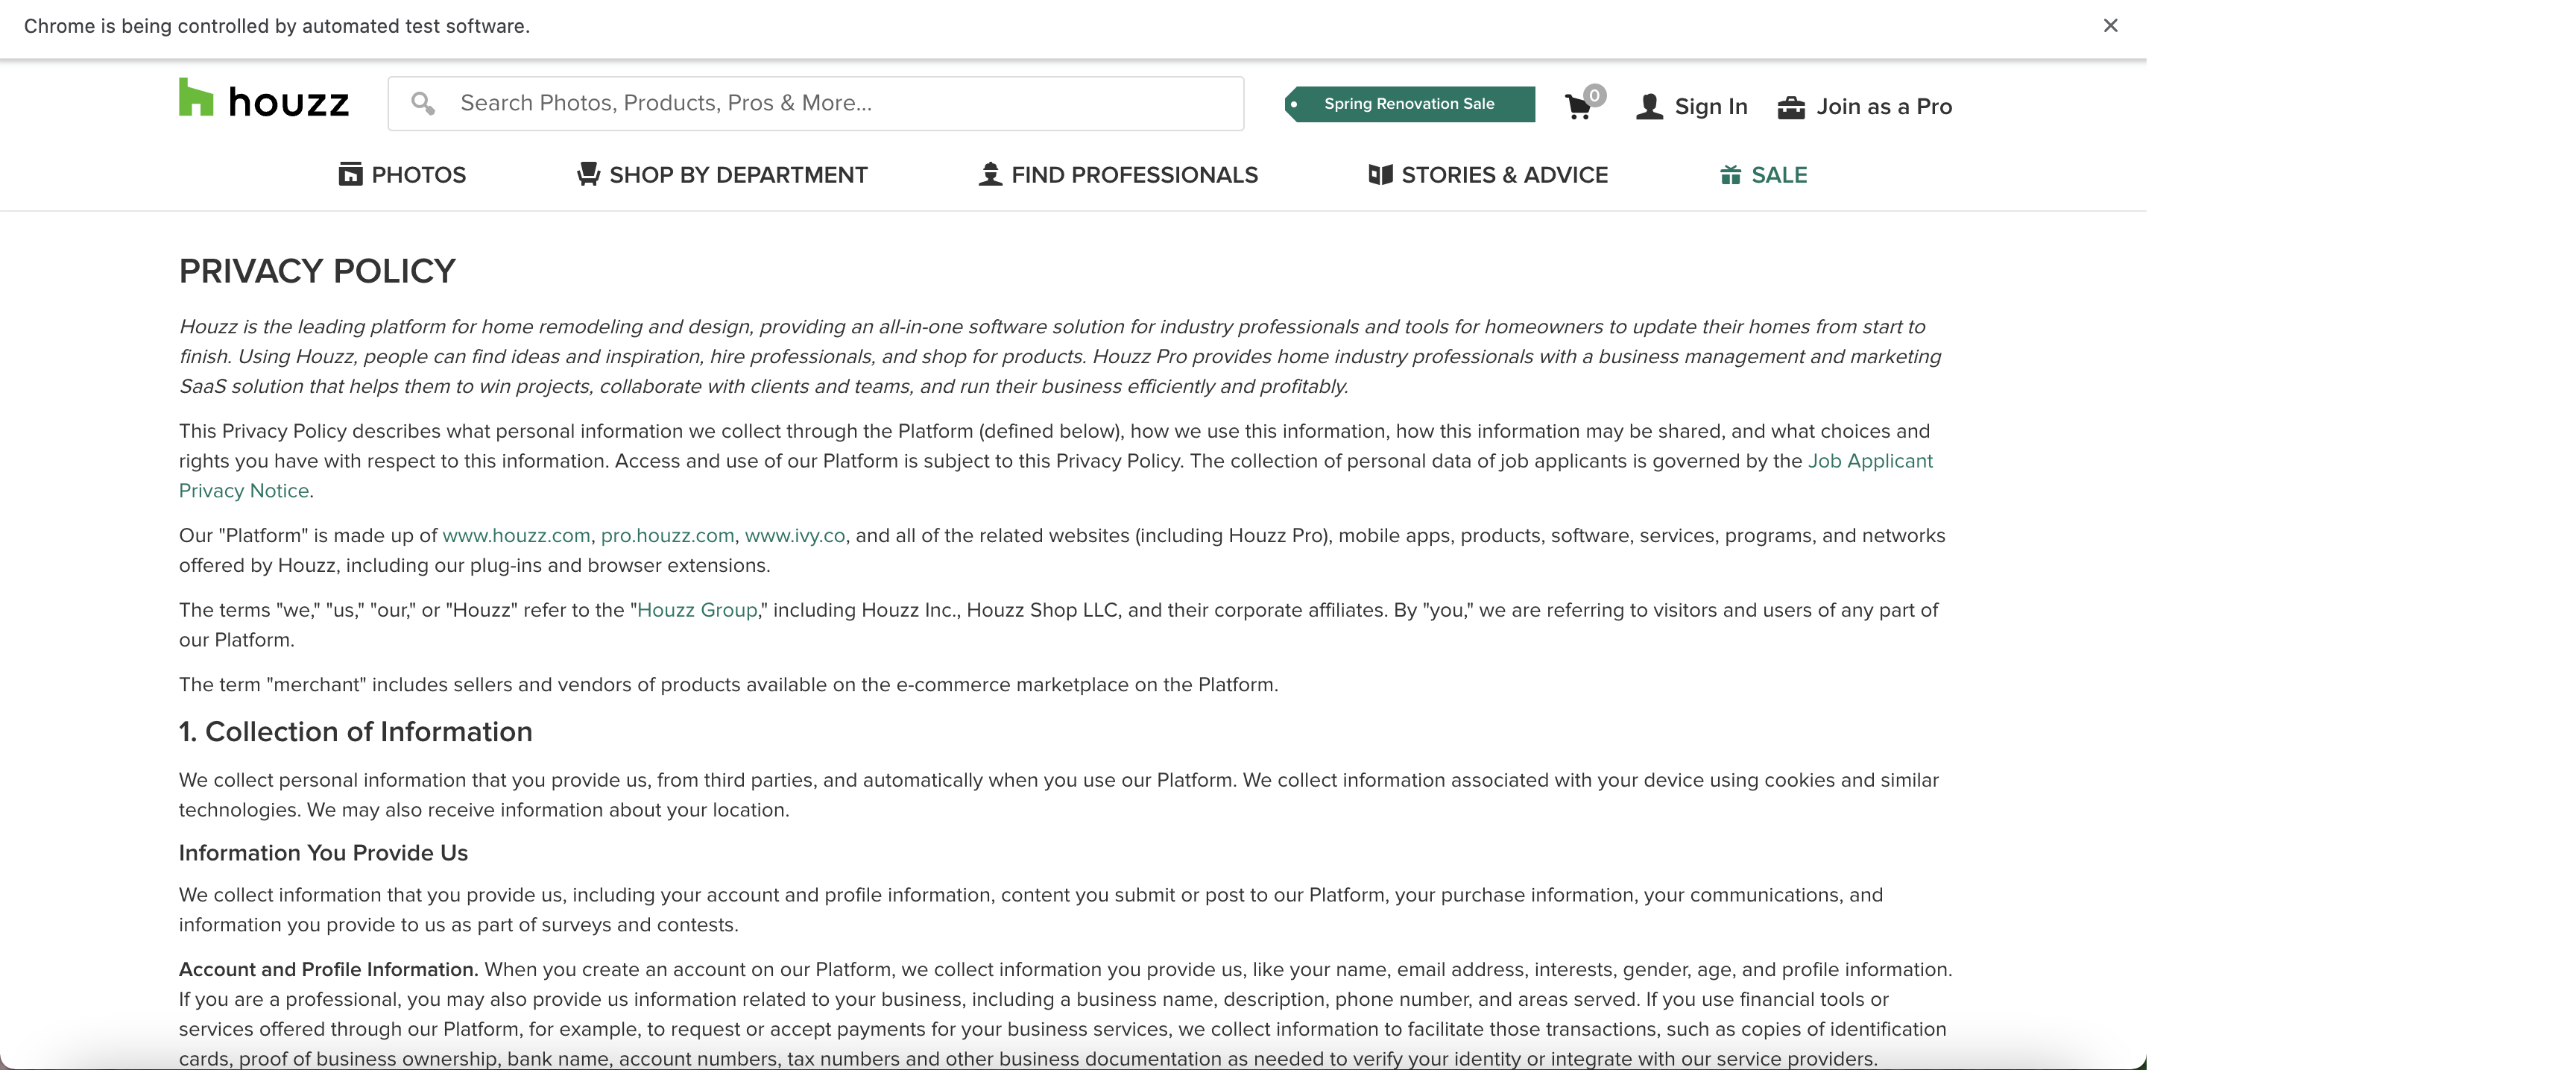 Chrome is being controlled by automated test software.
houzz
Search Photos, Products, Pros & More...
Spring Renovation Sale
0
Sign In
Join as a Pro
PHOTOS
SHOP BY DEPARTMENT
FIND PROFESSIONALS
STORIES & ADVICE
SALE
PRIVACY POLICY
Houzz is the leading platform for home remodeling and design, providing an all-in-one software solution for industry professionals and tools for homeowners to update their homes from start to
finish. Using Houzz, people can find ideas and inspiration, hire professionals, and shop for products. Houzz Pro provides home industry professionals with a business management and marketing
SaaS solution that helps them to win projects, collaborate with clients and teams, and run their business efficiently and profitably.
This Privacy Policy describes what personal information we collect through the Platform (defined below), how we use this information, how this information may be shared, and what choices and
rights you have with respect to this information. Access and use of our Platform is subject to this Privacy Policy. The collection of personal data of job applicants is governed by the Job Applicant
Privacy Notice.
Our "Platform" is made up of www.houzz.com, pro.houzz.com, www.ivy.co, and all of the related websites (including Houzz Pro), mobile apps, products, software, services, programs, and networks
offered by Houzz, including our plug-ins and browser extensions.
The terms "we," "us," "our," or "Houzz" refer to the "Houzz Group," including Houzz Inc., Houzz Shop LLC, and their corporate affiliates. By "you," we are referring to visitors and users of any part of
our Platform.
The term "merchant" includes sellers and vendors of products available on the e-commerce marketplace on the Platform.
1. Collection of Information
We collect personal information that you provide us, from third parties, and automatically when you use our Platform. We collect information associated with your device using cookies and similar
technologies. We may also receive information about your location.
Information You Provide Us
We collect information that you provide us, including your account and profile information, content you submit or post to our Platform, your purchase information, your communications, and
information you provide to us as part of surveys and contests.
Account and Profile Information. When you create an account on our Platform, we collect information you provide us, like your name, email address, interests, gender, age, and profile information.
If you are a professional, you may also provide us information related to your business, including a business name, description, phone number, and areas served. If you use financial tools or
services offered through our Platform, for example, to request or accept payments for your business services, we collect information to facilitate those transactions, such as copies of identification
cards, proof of business ownership, bank name, account numbers, tax numbers and other business documentation as needed to verify your identity or integrate with our service providers.